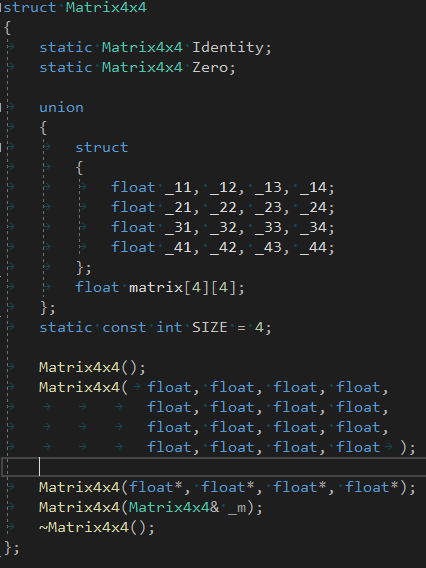 struct Matrix4x4
{
static Matrix4x4 Identity;
static Matrix4x4 Zero;
union
{
struct
{
float _11, _12, _13, _14;
float _21, _22, _23, _24;
float _31, _32, _33, _34;
float _41, _42, _43, _44;
};
float matrix[4][4];
};
static const int SIZE = 4;
Matrix4x4();
Matrix4x4( float, float, float, float,
float, float, float, float,
float, float, float, float,
float, float, float, float );
Matrix4x4(float*, float*, float*, float*);
Matrix4x4(Matrix4x4& _m);
~Matrix4x4();
};